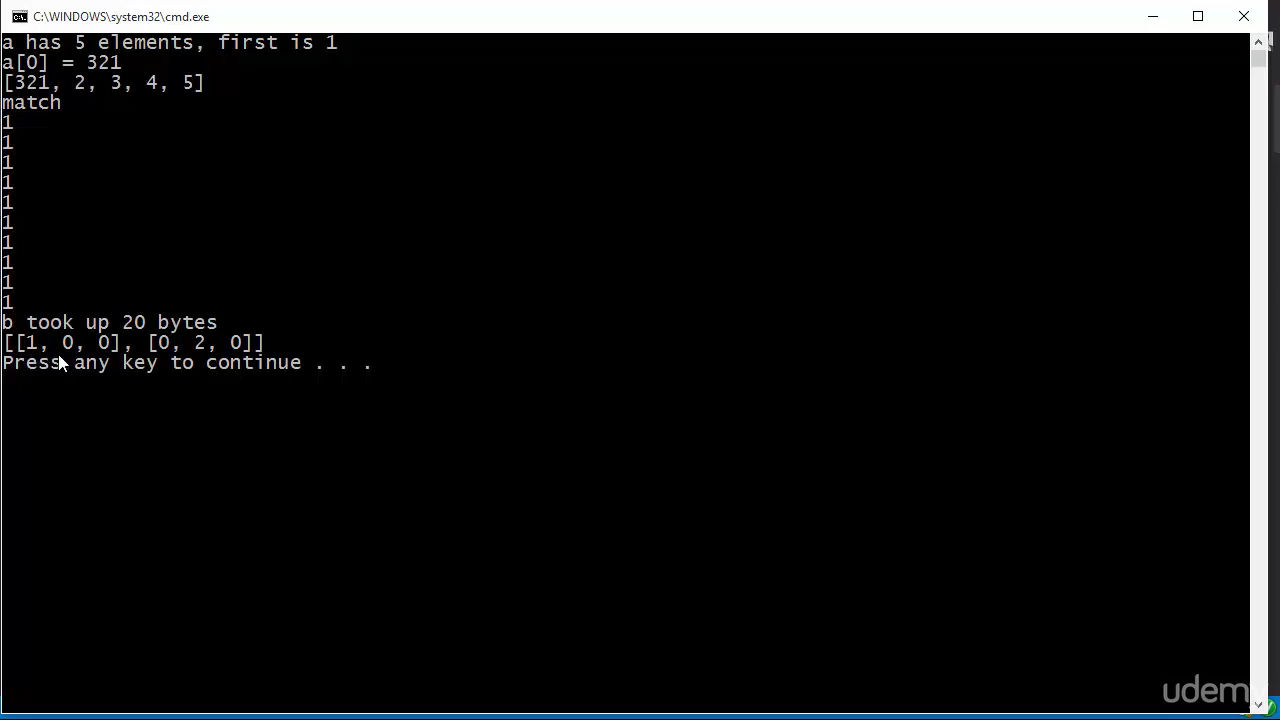 C:\WINDOWS\system32\cmd.exe
a has 5 elements, first is 1
a[0] = 321
[321, 2, 3, 4, 5]
match
1
1
1
1
1
1
1
1
1
1
b took up 20 bytes
[[1, 0, 0], [0, 2, 0]]
Press any key to continue . . .
udemy